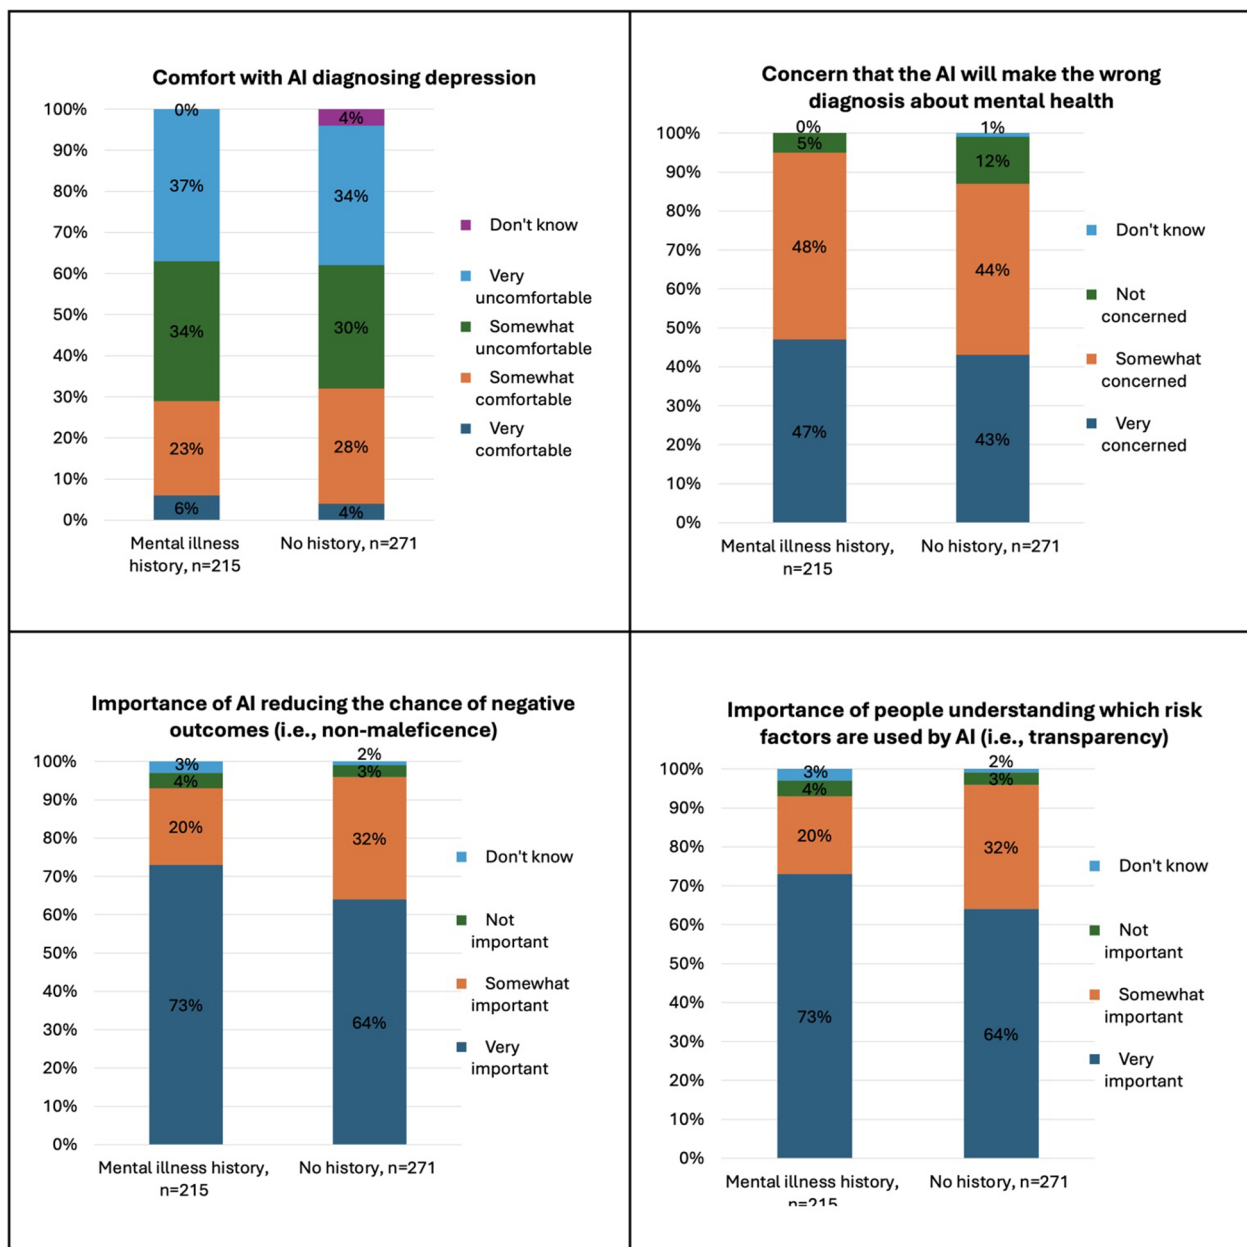 Comfort with AI diagnosing depression
100%
90%
80%
70%
60%
50%
40%
30%
20%
10%
0%
0%
37%
34%
23%
6%
4%
34%
30%
28%
4%
Mental illness
history, n=215
No history, n=271
Don't know
Very
uncomfortable
Somewhat
uncomfortable
Somewhat
comfortable
Very
comfortable
Concern that the AI will make the wrong
diagnosis about mental health
100%
90%
80%
70%
60%
50%
40%
30%
20%
10%
0%
0%
5%
48%
47%
1%
12%
44%
43%
Mental illness history,
n=215
No history, n=271
Don't know
Not
concerned
Somewhat
concerned
Very
concerned
Importance of AI reducing the chance of negative
outcomes (i.e., non-maleficence)
100%
90%
80%
70%
60%
50%
40%
30%
20%
10%
0%
3%
4%
20%
73%
2%
3%
32%
64%
Mental illness history,
n=215
No history, n=271
Don't know
Not
important
Somewhat
important
Very
important
Importance of people understanding which risk
factors are used by AI (i.e., transparency)
100%
90%
80%
70%
60%
50%
40%
30%
20%
10%
0%
3%
4%
20%
73%
2%
3%
32%
64%
Mental illness history,
n=215
No history, n=271
Don't know
Not
important
Somewhat
important
Very
important